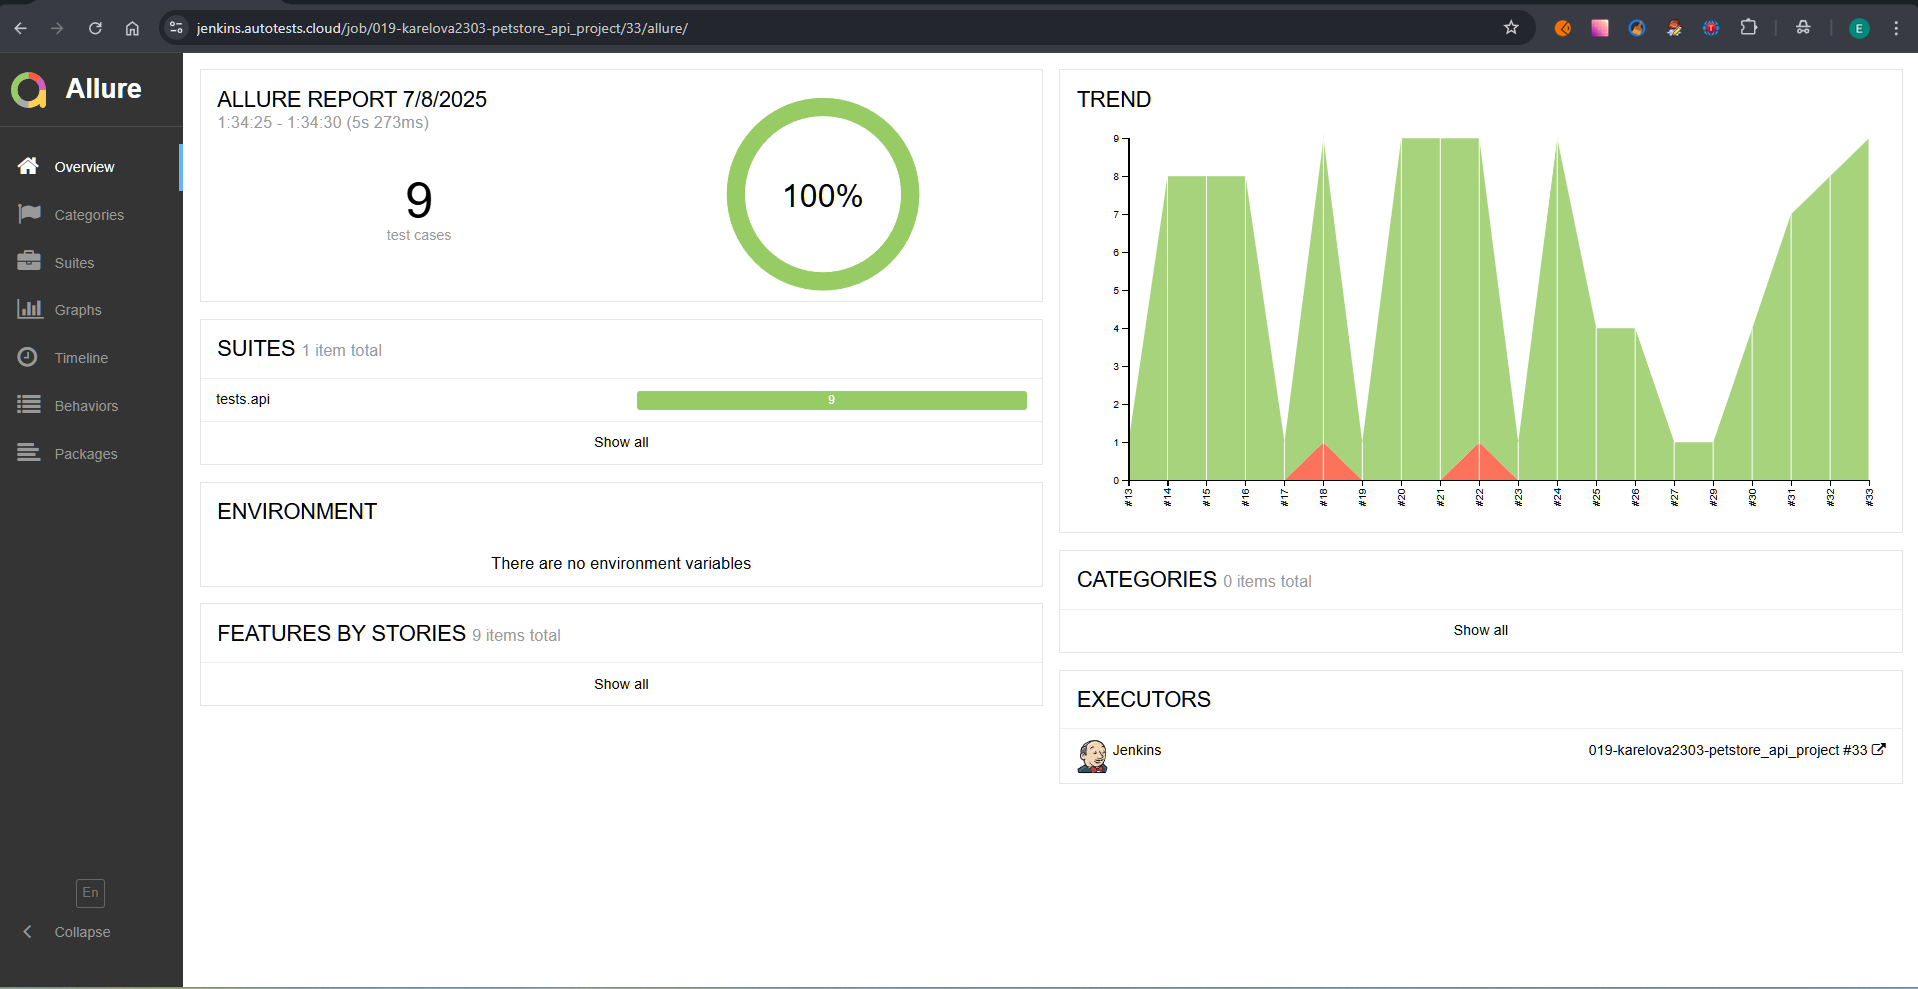 jenkins.autotests.cloud/job/019-karelova2303-petstore_api_project/33/allure/
E
Allure
Overview
Categories
Suites
Graphs
Timeline
Behaviors
Packages
En
Collapse
ALLURE REPORT 7/8/2025
1:34:25 - 1:34:30 (5s 273ms)
9
test cases
100%
SUITES 1 item total
tests.api 9
Show all
ENVIRONMENT
There are no environment variables
FEATURES BY STORIES 9 items total
Show all
TREND
9
8
7
6
5
4
3
2
1
0
#13 #14 #15 #16 #17 #18 #19 #20 #21 #22 #23 #24 #25 #26 #27 #29 #30 #31 #32 #33
CATEGORIES 0 items total
Show all
EXECUTORS
Jenkins 019-karelova2303-petstore_api_project #33